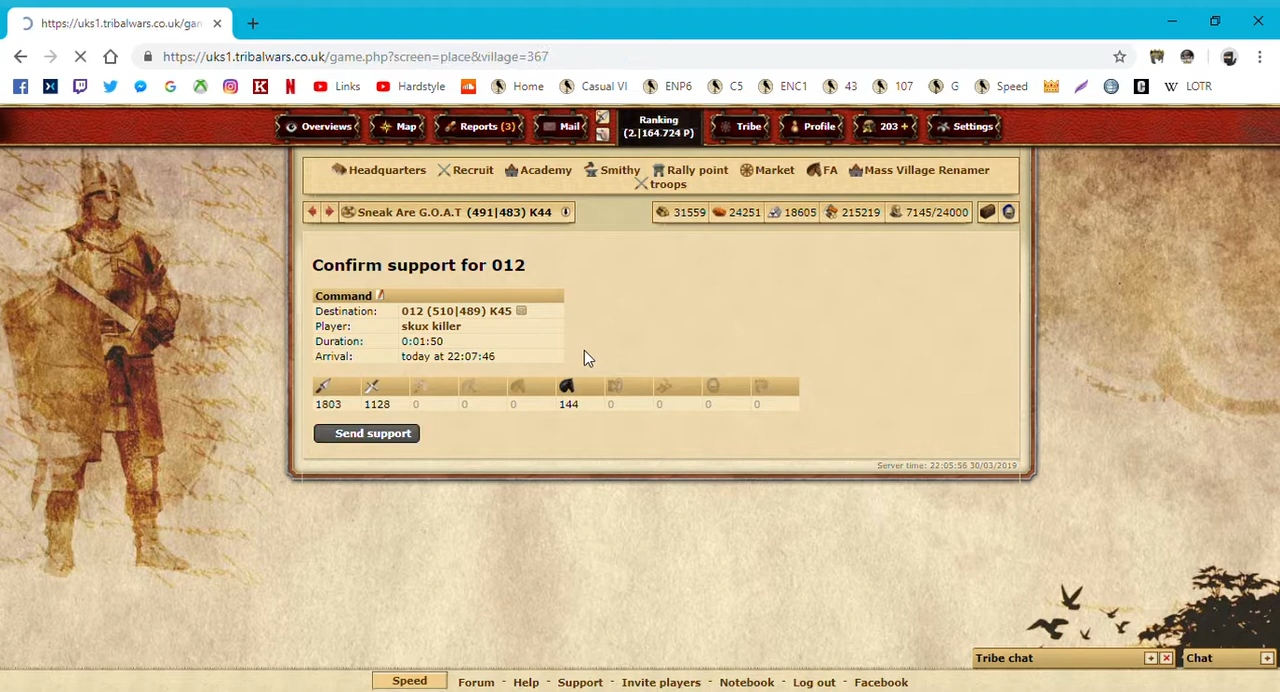 https://uks1.tribalwars.co.uk/gam
https://uks1.tribalwars.co.uk/game.php?screen=place&village=367
Links Hardstyle Home Casual VI ENP6 C5 ENC1 43 107 G Speed LOTR
Overviews Map Reports (3) Mail Ranking (2.|164.724 P) Tribe Profile 203 + Settings
Headquarters Recruit Academy Smithy Rally point Market FA Mass Village Renamer
troops
Sneak Are G.O.A.T (491|483) K44 31559 24251 18605 215219 7145/24000
Confirm support for 012
Command
Destination: 012 (510|489) K45
Player: skux killer
Duration: 0:01:50
Arrival: today at 22:07:46
1803 1128 0 0 0 144 0 0 0 0
Send support
Server time: 22:05:56 30/03/2019
Tribe chat + x Chat +
Speed Forum - Help - Support - Invite players - Notebook - Log out - Facebook